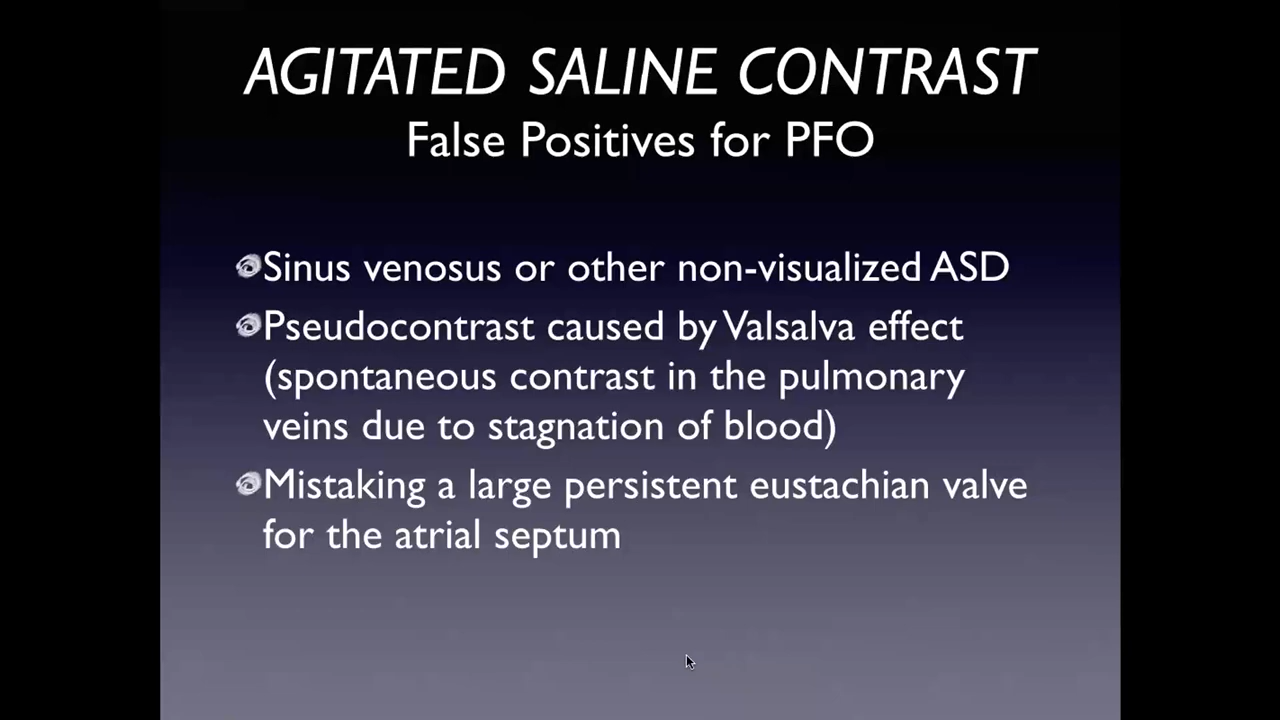 AGITATED SALINE CONTRAST
False Positives for PFO
Sinus venosus or other non-visualized ASD
Pseudocontrast caused by Valsalva effect
(spontaneous contrast in the pulmonary
veins due to stagnation of blood)
Mistaking a large persistent eustachian valve
for the atrial septum